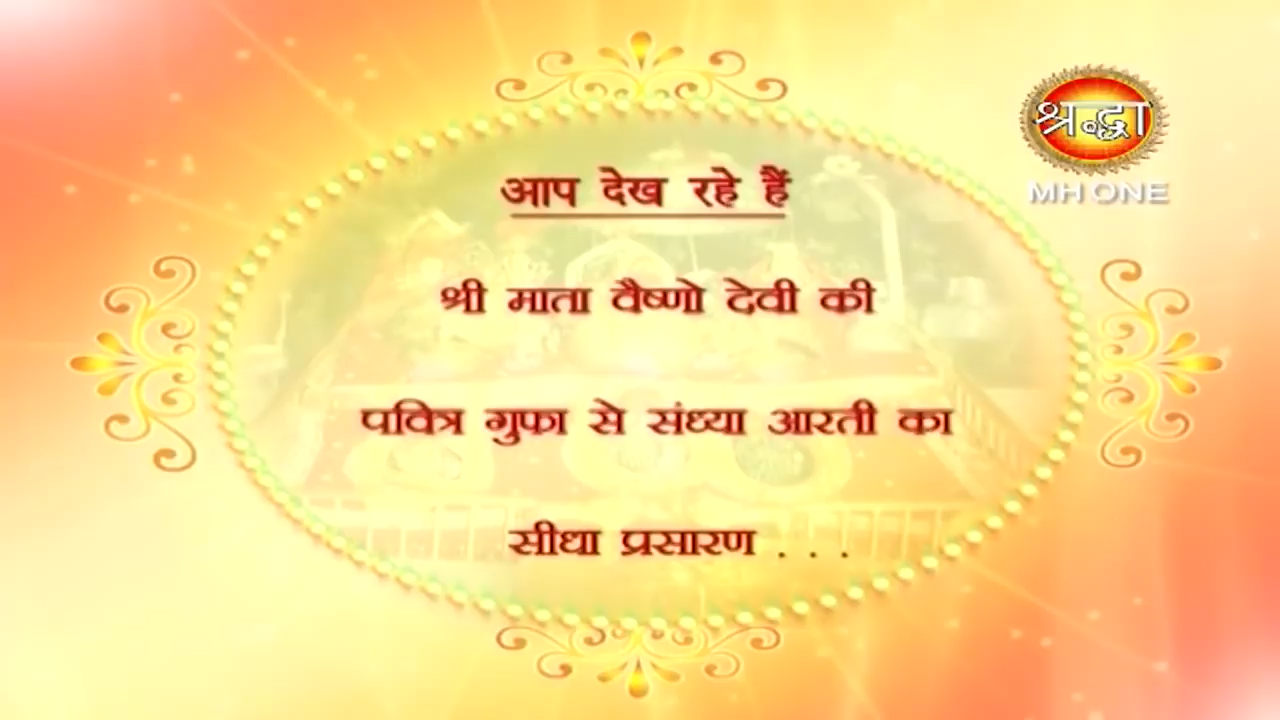 श्रद्धा
MH ONE
आप देख रहे हैं
श्री माता वैष्णो देवी की
पवित्र गुफा से संध्या आरती का
सीधा प्रसारण . . .